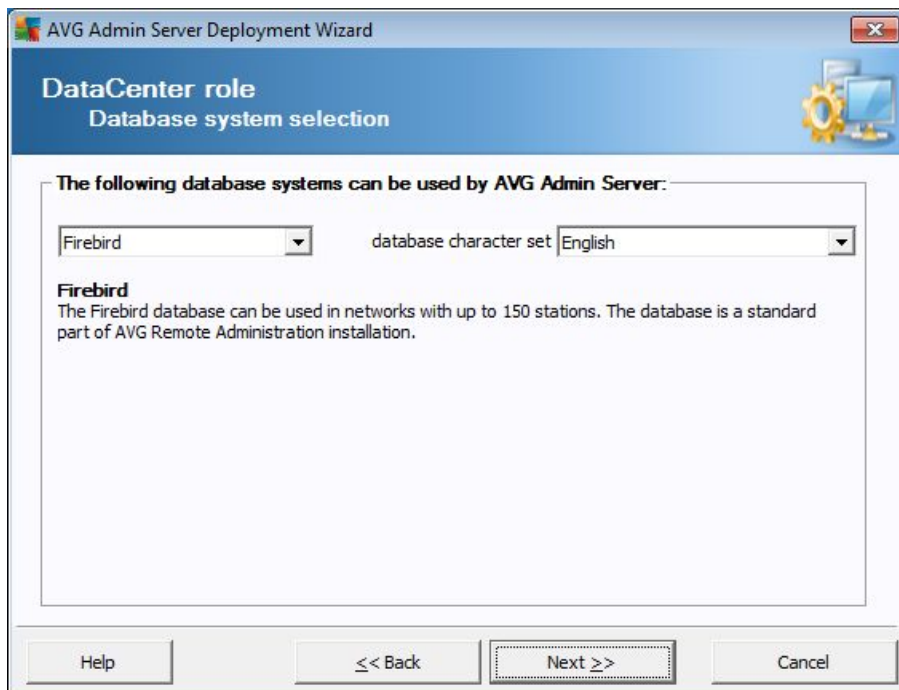 AVG Admin Server Deployment Wizard
DataCenter role
Database system selection
The following database systems can be used by AVG Admin Server:
Firebird
database character set English
Firebird
The Firebird database can be used in networks with up to 150 stations. The database is a standard
part of AVG Remote Administration installation.
Help
<< Back
Next >>
Cancel